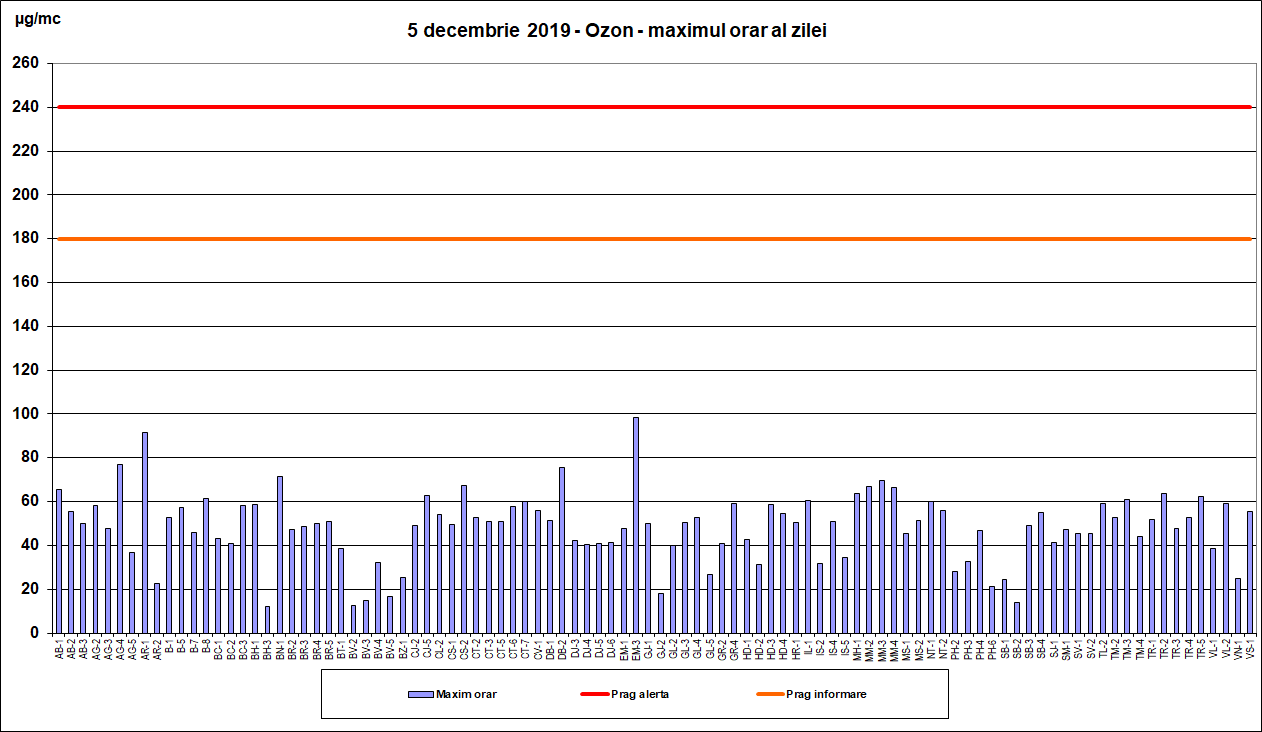 µg/mc
5 decembrie 2019 - Ozon - maximul orar al zilei
260
240
220
200
180
160
140
120
100
80
60
40
20
0
AB-1
AB-2
AB-3
AG-2
AG-3
AG-4
AG-5
AR-1
AR-2
B-1
B-5
B-7
B-8
BC-1
BC-2
BC-3
BH-1
BH-3
BN-1
BR-2
BR-3
BR-4
BR-5
BT-1
BV-2
BV-3
BV-4
BV-5
BZ-1
CJ-2
CJ-5
CL-2
CS-1
CS-2
CT-2
CT-3
CT-5
CT-6
CT-7
CV-1
DB-1
DB-2
DJ-3
DJ-4
DJ-5
DJ-6
EM-1
EM-3
GJ-1
GJ-2
GL-2
GL-3
GL-4
GL-5
GR-2
GR-4
HD-1
HD-2
HD-3
HD-4
HR-1
IL-1
IS-2
IS-4
IS-5
MH-1
MM-2
MM-3
MM-4
MS-1
MS-2
NT-1
NT-2
PH-2
PH-3
PH-4
PH-6
SB-1
SB-2
SB-3
SB-4
SJ-1
SM-1
SV-1
SV-2
TL-2
TM-2
TM-3
TM-4
TR-1
TR-2
TR-3
TR-4
TR-5
VL-1
VL-2
VN-1
VS-1
Maxim orar
Prag alerta
Prag informare